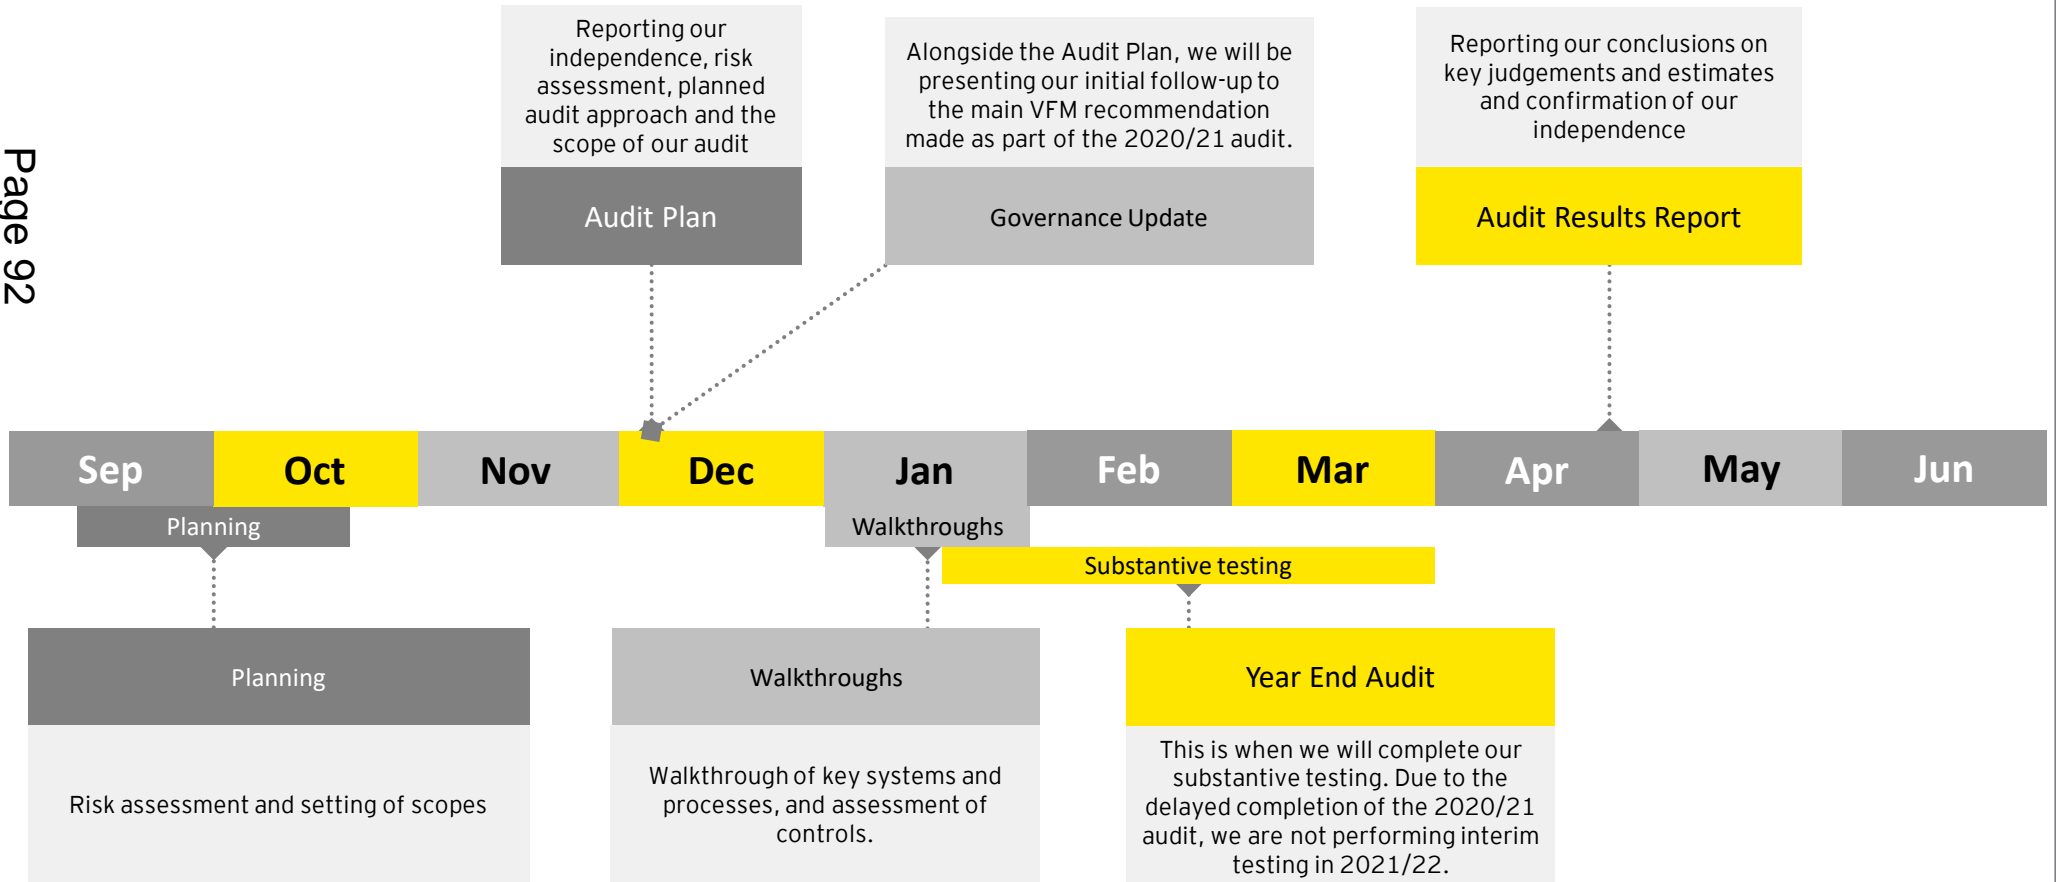 Page 92
Reporting our
independence, risk
assessment, planned
audit approach and the
scope of our audit
Audit Plan
Alongside the Audit Plan, we will be
presenting our initial follow-up to
the main VFM recommendation
made as part of the 2020/21 audit.
Governance Update
Reporting our conclusions on
key judgements and estimates
and confirmation of our
independence
Audit Results Report
Sep Oct Nov Dec Jan Feb Mar Apr May Jun
Planning
Walkthroughs
Substantive testing
Planning
Risk assessment and setting of scopes
Walkthroughs
Walkthrough of key systems and
processes, and assessment of
controls.
Year End Audit
This is when we will complete our
substantive testing. Due to the
delayed completion of the 2020/21
audit, we are not performing interim
testing in 2021/22.